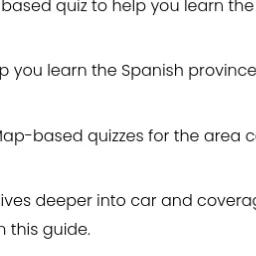 based quiz to help you learn the
p you learn the Spanish province
Map-based quizzes for the area c
ives deeper into car and coverag
n this guide.